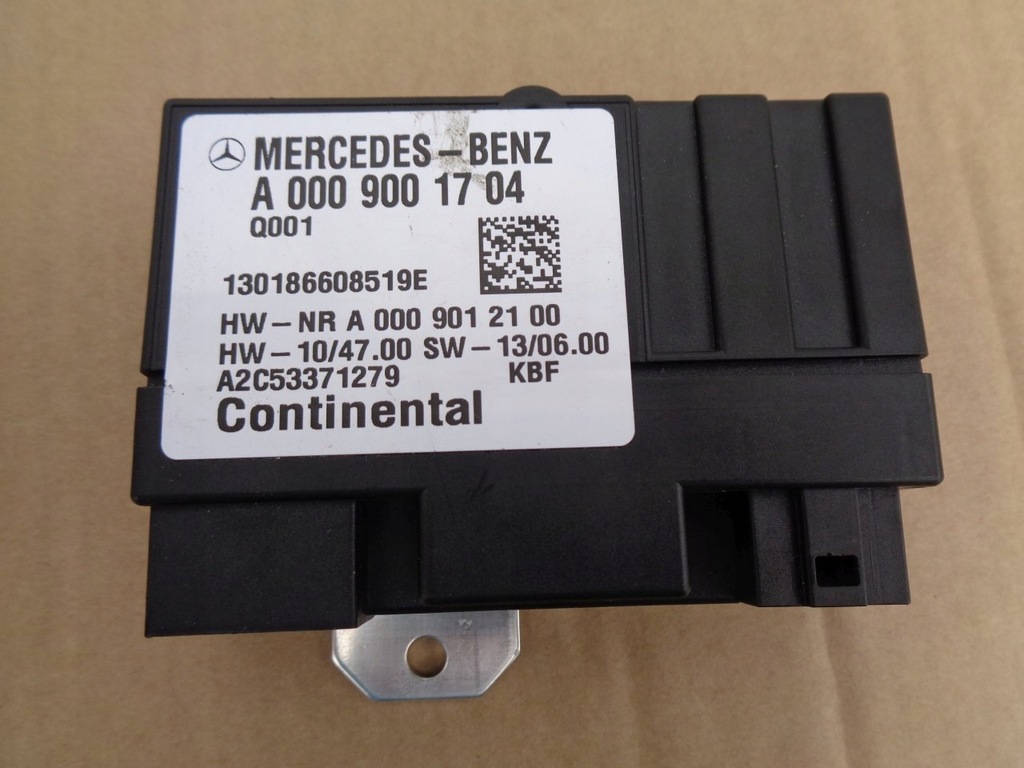 MERCEDES-BENZ
A 000 900 17 04
Q001
130186608519E
HW-NR A 000 901 21 00
HW-10/47.00 SW-13/06.00
A2C53371279 KBF
Continental